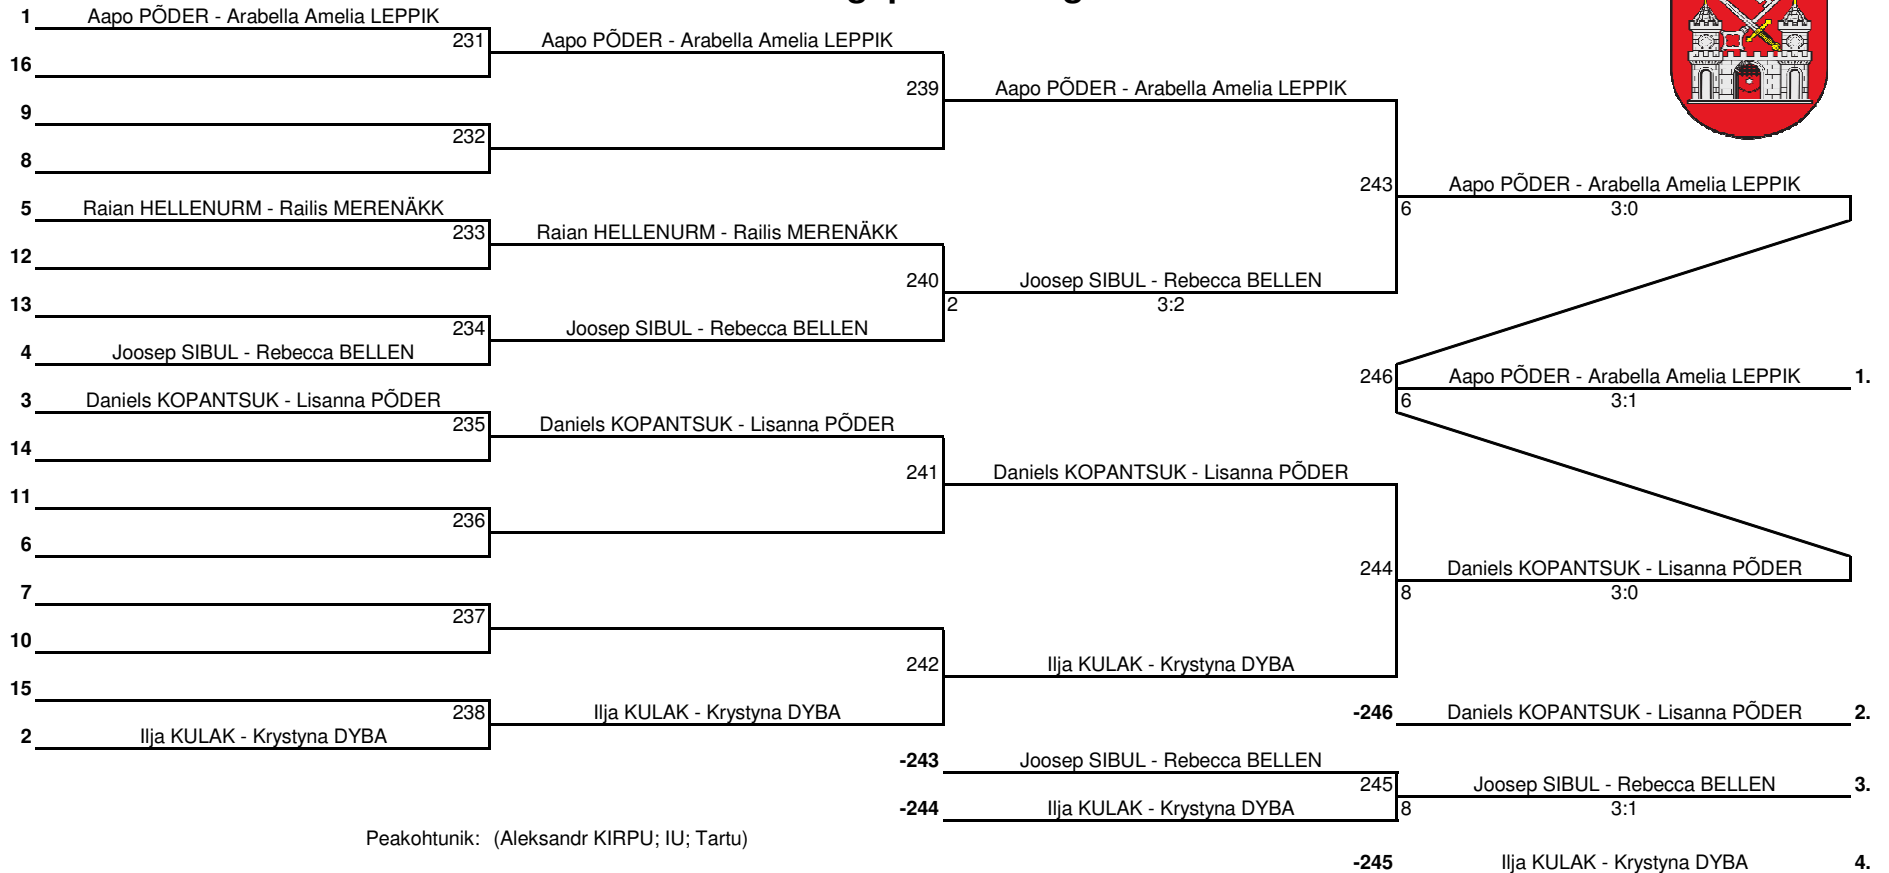 1 Aapo PÕDER - Arabella Amelia LEPPIK
231 Aapo PÕDER - Arabella Amelia LEPPIK
16
239 Aapo PÕDER - Arabella Amelia LEPPIK
9
232
8
243 Aapo PÕDER - Arabella Amelia LEPPIK
6 3:0
5 Raian HELLENURM - Railis MERENÄKK
233 Raian HELLENURM - Railis MERENÄKK
12
240 Joosep SIBUL - Rebecca BELLEN
2 3:2
13
234 Joosep SIBUL - Rebecca BELLEN
4 Joosep SIBUL - Rebecca BELLEN
246 Aapo PÕDER - Arabella Amelia LEPPIK 1.
6 3:1
3 Daniels KOPANTSUK - Lisanna PÕDER
235 Daniels KOPANTSUK - Lisanna PÕDER
14
241 Daniels KOPANTSUK - Lisanna PÕDER
11
236
6
244 Daniels KOPANTSUK - Lisanna PÕDER
8 3:0
7
237
10
242 Ilja KULAK - Krystyna DYBA
15
238 Ilja KULAK - Krystyna DYBA
2 Ilja KULAK - Krystyna DYBA
-246 Daniels KOPANTSUK - Lisanna PÕDER 2.
-243 Joosep SIBUL - Rebecca BELLEN
245 Joosep SIBUL - Rebecca BELLEN 3.
-244 Ilja KULAK - Krystyna DYBA
8 3:1
Peakohtunik: (Aleksandr KIRPU; IU; Tartu)
-245 Ilja KULAK - Krystyna DYBA 4.